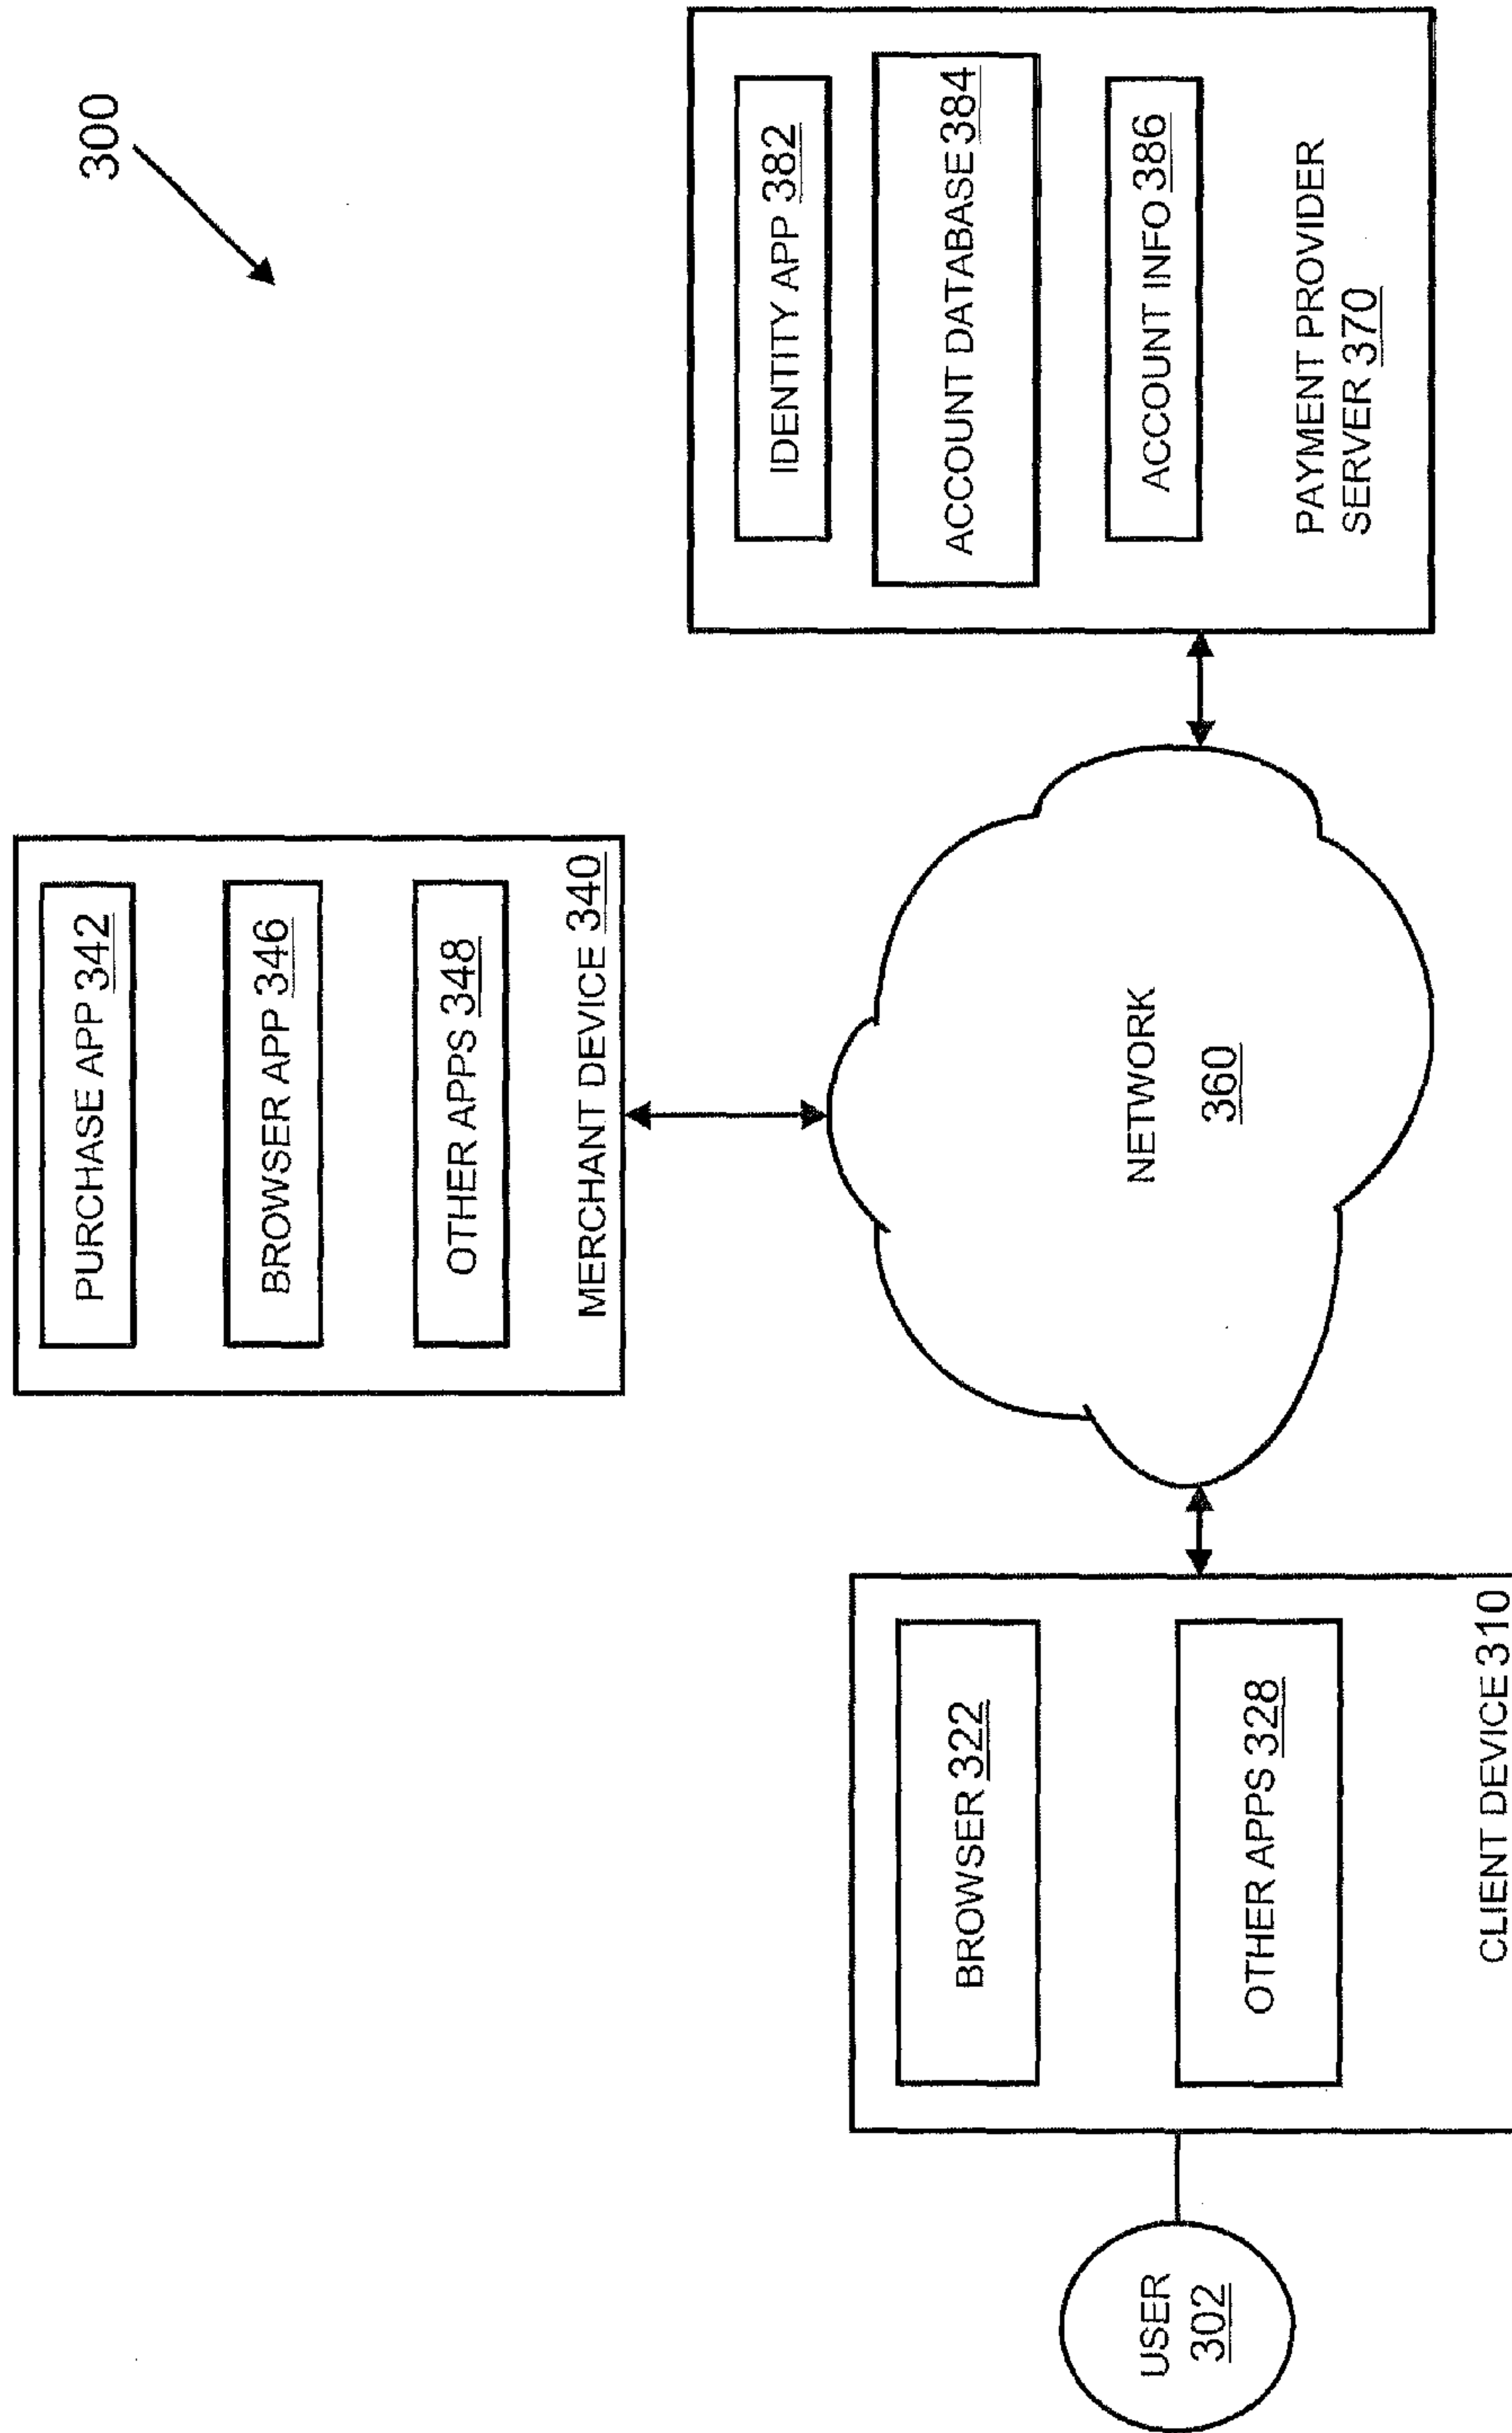 300
PURCHASE APP 342
BROWSER APP 346
OTHER APPS 348
MERCHANT DEVICE 340
USER
302
BROWSER 322
OTHER APPS 328
CLIENT DEVICE 310
NETWORK
360
IDENTITY APP 382
ACCOUNT DATABASE 384
ACCOUNT INFO 386
PAYMENT PROVIDER
SERVER 370